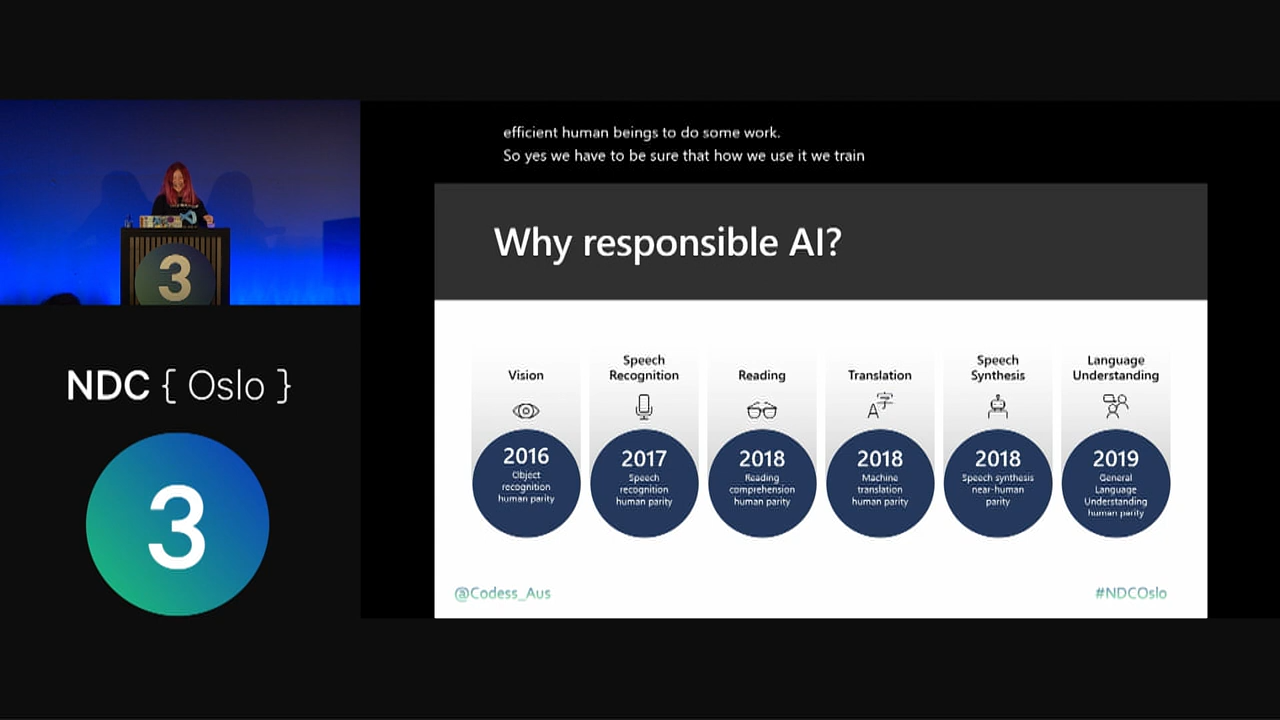 efficient human beings to do some work.
So yes we have to be sure that how we use it we train
Why responsible AI?
3
NDC { Oslo }
3
Vision
Speech
Recognition
Reading
Translation
Speech
Synthesis
Language
Understanding
A字
2016
Object
recognition
human parity
2017
Speech
recognition
human parity
2018
Reading
comprehension
human parity
2018
Machine
translation
human parity
2018
Speech synthesis
near-human
parity
2019
General
Language
Understanding
human parity
@Codess_Aus
#NDCOslo